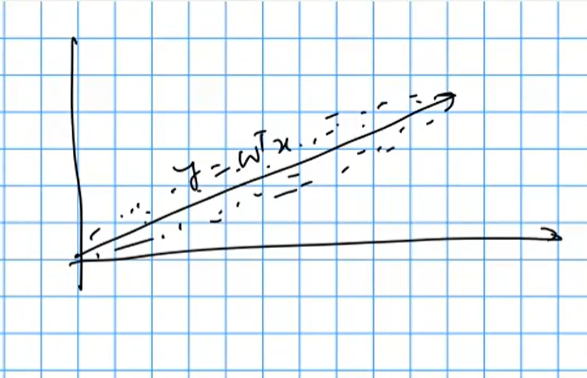 y = wᵀx